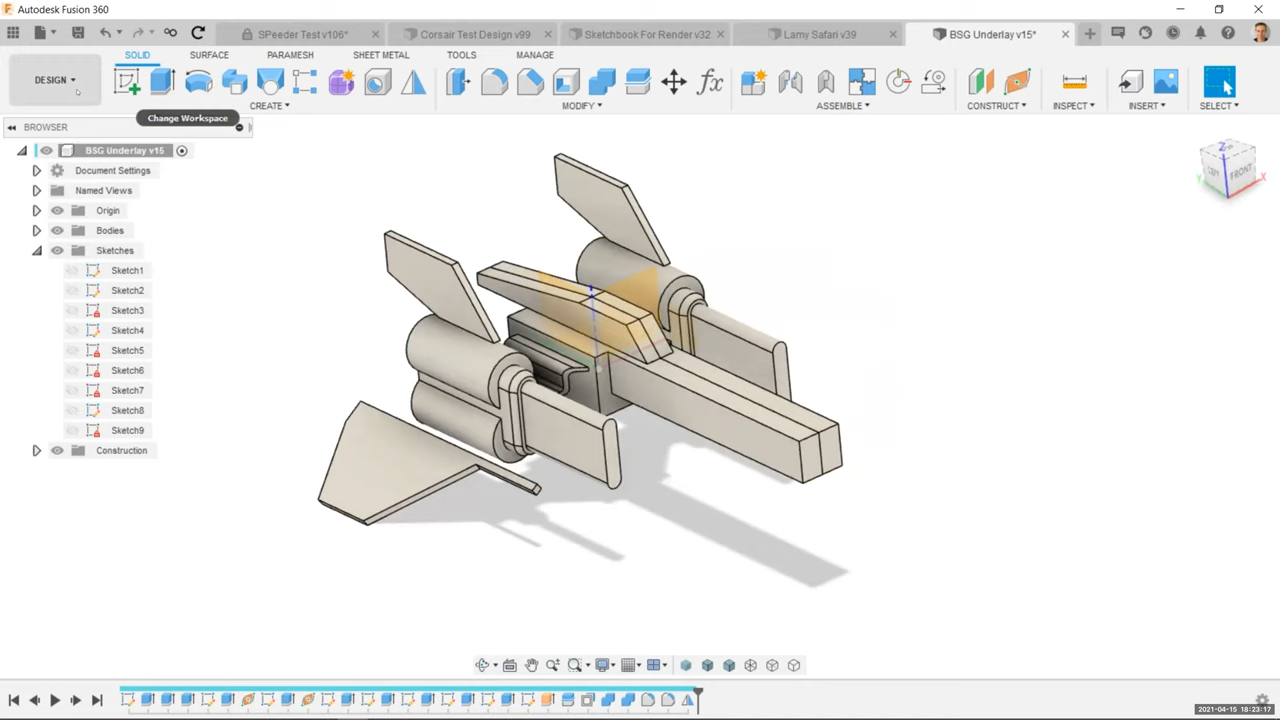 Autodesk Fusion 360
SPeeder Test v106*
Corsair Test Design v99
Sketchbook For Render v32
Lamy Safari v39
BSG Underlay v15*
SOLID
SURFACE
PARAMESH
SHEET METAL
TOOLS
MANAGE
DESIGN
CREATE
MODIFY
ASSEMBLE
CONSTRUCT
INSPECT
INSERT
SELECT
Change Workspace
BROWSER
BSG Underlay v15
Document Settings
Named Views
Origin
Bodies
Sketches
Sketch1
Sketch2
Sketch3
Sketch4
Sketch5
Sketch6
Sketch7
Sketch8
Sketch9
Construction
Z
FRONT
X
Y
2021-04-15 18:23:17